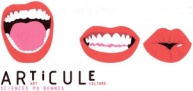 ARTiCULE
ART CULTURE
SCIENCES PO RENNES